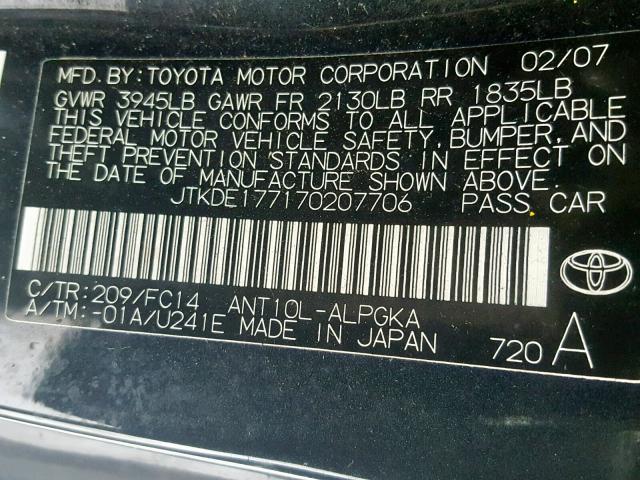 MFD.BY:TOYOTA MOTOR CORPORATION 02/07
GVWR 3945LB GAWR FR 2130LB RR 1835LB
THIS VEHICLE CONFORMS TO ALL APPLICABLE
FEDERAL MOTOR VEHICLE SAFETY,BUMPER,AND
THEFT PREVENTION STANDARDS IN EFFECT ON
THE DATE OF MANUFACTURE SHOWN ABOVE.
JTKDE177170207706 PASS.CAR
C/TR:209/FC14 ANT10L-ALPGKA
A/TM:-01A/U241E MADE IN JAPAN
720 A